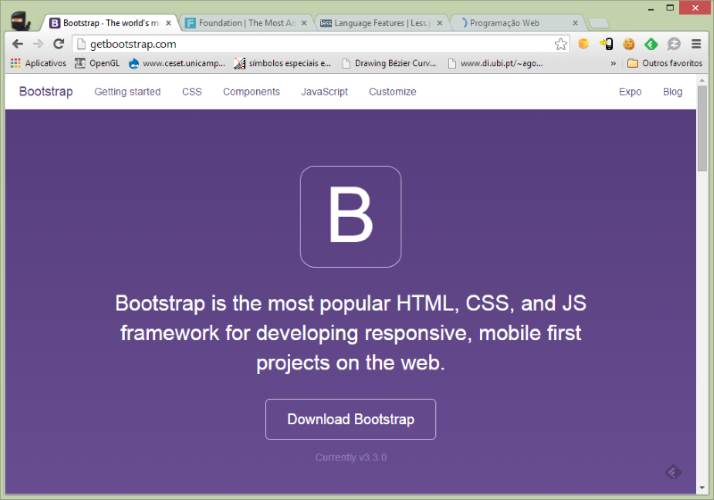 Bootstrap · The world's m
Foundation | The Most Ad
Language Features | Less.j
Programação Web
getbootstrap.com
Aplicativos OpenGL www.ceset.unicamp... símbolos especiais e... Drawing Bézier Curv... www.di.ubi.pt/~ago... » Outros favoritos
Bootstrap Getting started CSS Components JavaScript Customize Expo Blog
B
Bootstrap is the most popular HTML, CSS, and JS
framework for developing responsive, mobile first
projects on the web.
Download Bootstrap
Currently v3.3.0